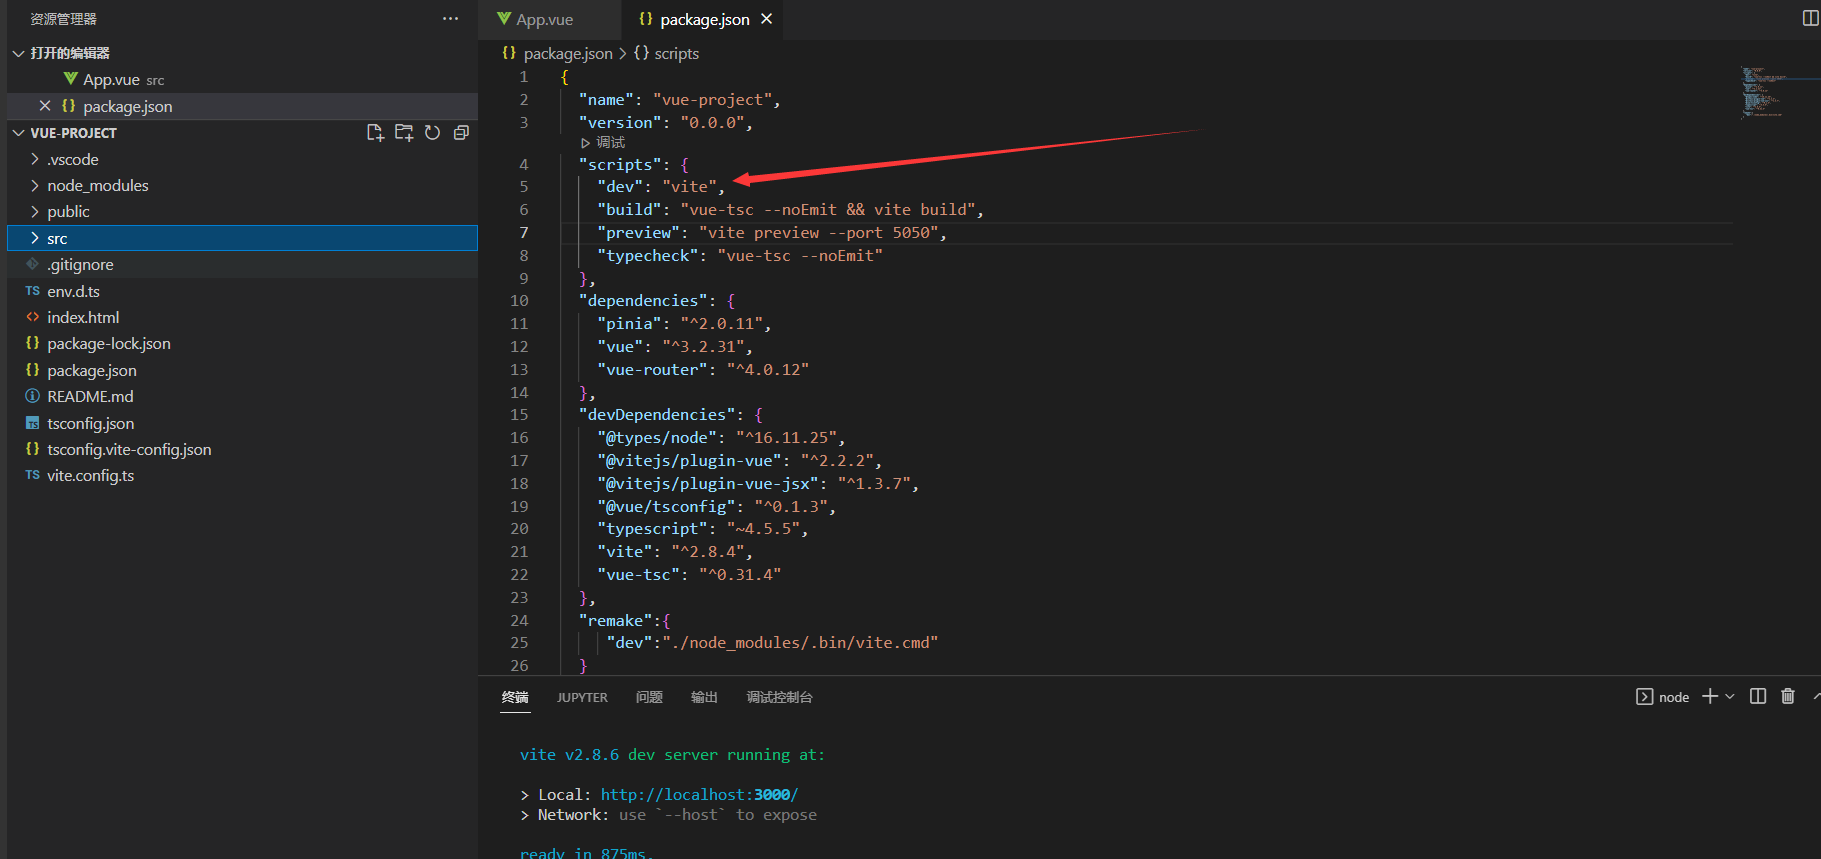 资源管理器
打开的编辑器
App.vue src
package.json
VUE-PROJECT
.vscode
node_modules
public
src
.gitignore
env.d.ts
index.html
package-lock.json
package.json
README.md
tsconfig.json
tsconfig.vite-config.json
vite.config.ts
App.vue
package.json
package.json > {} scripts
1 {
2 "name": "vue-project",
3 "version": "0.0.0",
调试
4 "scripts": {
5 "dev": "vite",
6 "build": "vue-tsc --noEmit && vite build",
7 "preview": "vite preview --port 5050",
8 "typecheck": "vue-tsc --noEmit"
9 },
10 "dependencies": {
11 "pinia": "^2.0.11",
12 "vue": "^3.2.31",
13 "vue-router": "^4.0.12"
14 },
15 "devDependencies": {
16 "@types/node": "^16.11.25",
17 "@vitejs/plugin-vue": "^2.2.2",
18 "@vitejs/plugin-vue-jsx": "^1.3.7",
19 "@vue/tsconfig": "^0.1.3",
20 "typescript": "~4.5.5",
21 "vite": "^2.8.4",
22 "vue-tsc": "^0.31.4"
23 },
24 "remake":{
25 "dev":"./node_modules/.bin/vite.cmd"
26 }
终端 JUPYTER 问题 输出 调试控制台
node
vite v2.8.6 dev server running at:
> Local: http://localhost:3000/
> Network: use `--host` to expose
ready in 875ms.